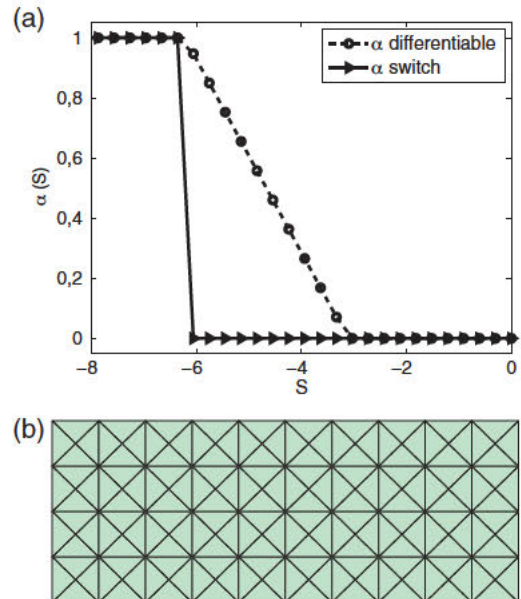 (a)
α differentiable
α switch
1
0,8
0,6
0,4
0,2
0
α (S)
−8 −6 −4 −2 0
S
(b)